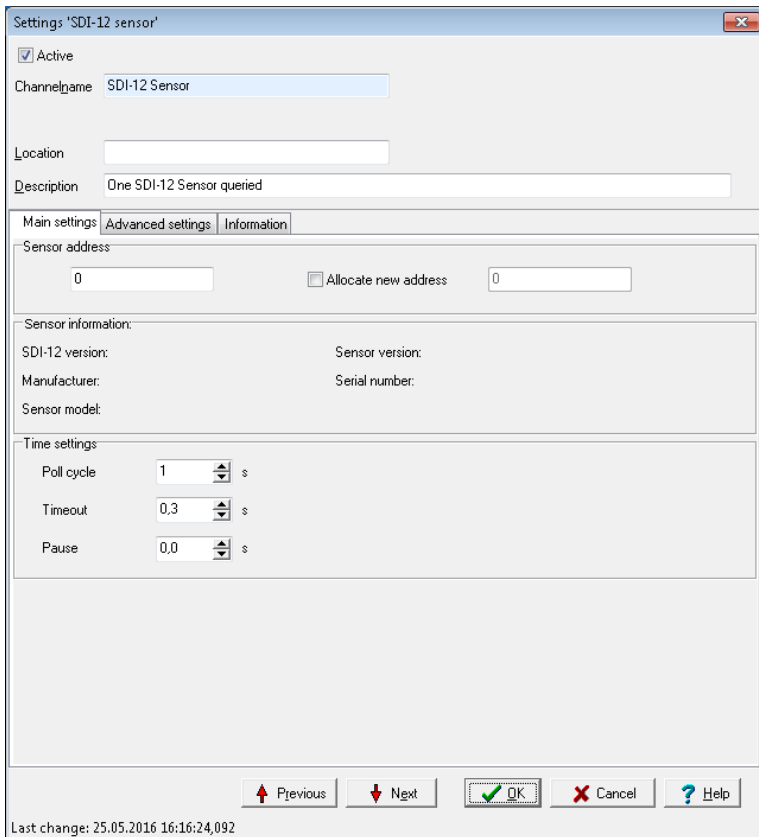 Settings 'SDI-12 sensor'
Active
Channelname SDI-12 Sensor
Location
Description One SDI-12 Sensor queried
Main settings Advanced settings Information
Sensor address
0 Allocate new address 0
Sensor information:
SDI-12 version: Sensor version:
Manufacturer: Serial number:
Sensor model:
Time settings
Poll cycle 1 s
Timeout 0,3 s
Pause 0,0 s
Previous Next OK Cancel ? Help
Last change: 25.05.2016 16:16:24,092